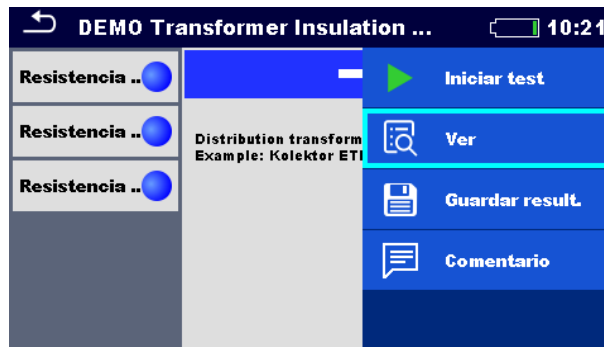 DEMO Transformer Insulation ...
10:21
Resistencia ..
Resistencia ..
Resistencia ..
Distribution transform
Example: Kolektor ETI
Iniciar test
Ver
Guardar result.
Comentario